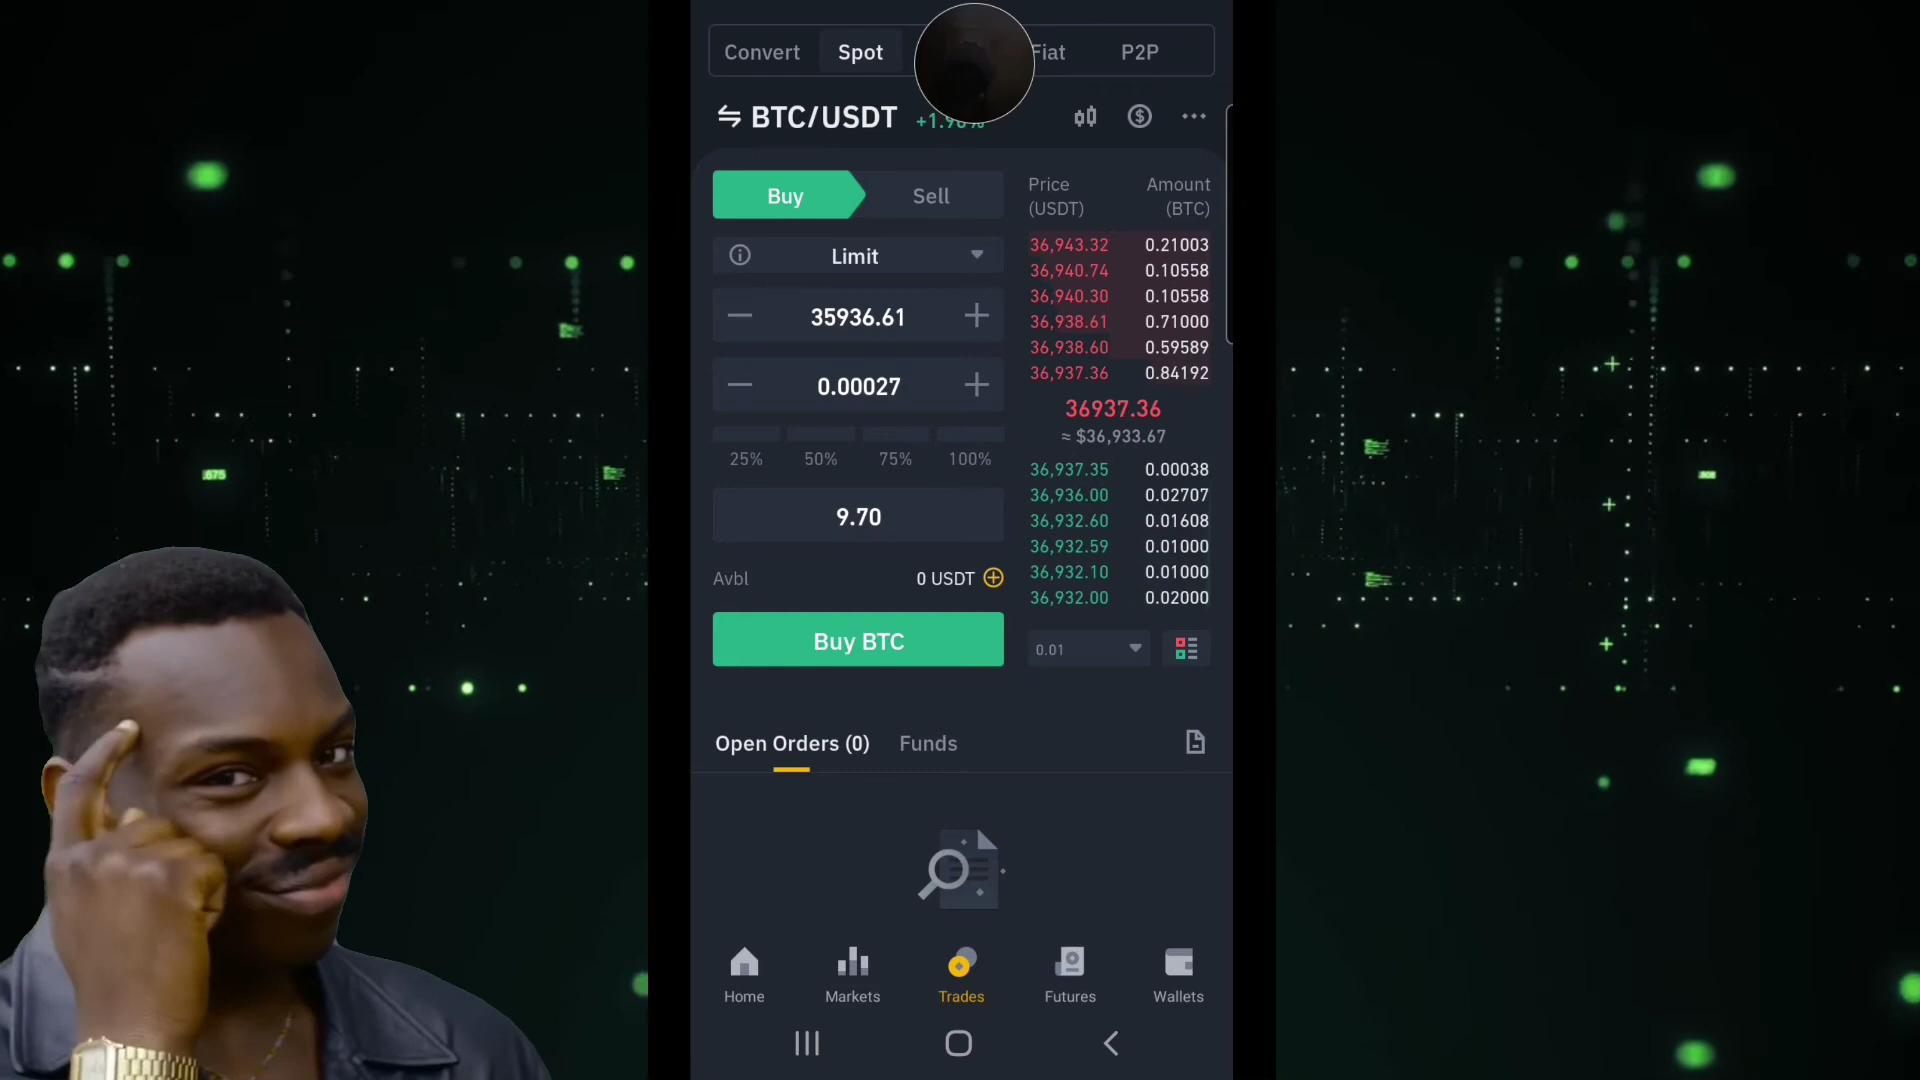 Convert Spot Fiat P2P
BTC/USDT
Buy Sell
Limit
35936.61
0.00027
25% 50% 75% 100%
9.70
Avbl 0 USDT
Buy BTC
Price Amount
(USDT) (BTC)
36,943.32 0.21003
36,940.74 0.10558
36,940.30 0.10558
36,938.61 0.71000
36,938.60 0.59589
36,937.36 0.84192
36937.36
≈ $36,933.67
36,937.35 0.00038
36,936.00 0.02707
36,932.60 0.01608
36,932.59 0.01000
36,932.10 0.01000
36,932.00 0.02000
0.01
Open Orders (0) Funds
Home Markets Trades Futures Wallets